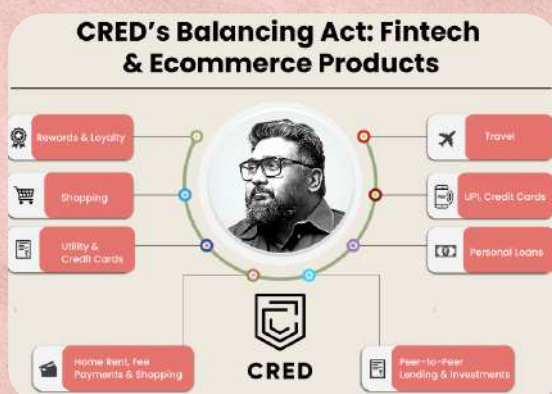 CRED's Balancing Act: Fintech
& Ecommerce Products
Rewards & Loyalty
Travel
Shopping
UPI, Credit Cards
Utility &
Credit Cards
Personal Loans
Home Rent, Fee
Payments & Shopping
CRED
Peer-to-Peer
Lending & Investments